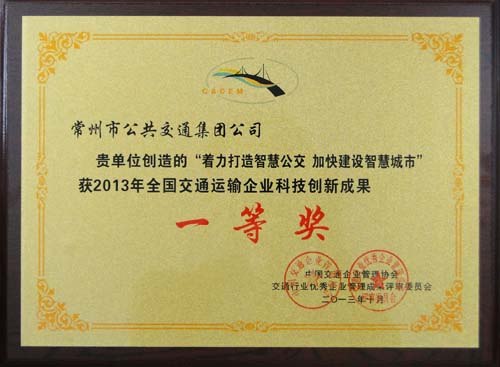 CACEM
常州市公共交通集团公司
贵单位创造的“着力打造智慧公交 加快建设智慧城市”
获2013年全国交通运输企业科技创新成果
一等奖
中国交通企业管理协会
交通行业优秀企业管理成果评审委员会
二〇一三年十月